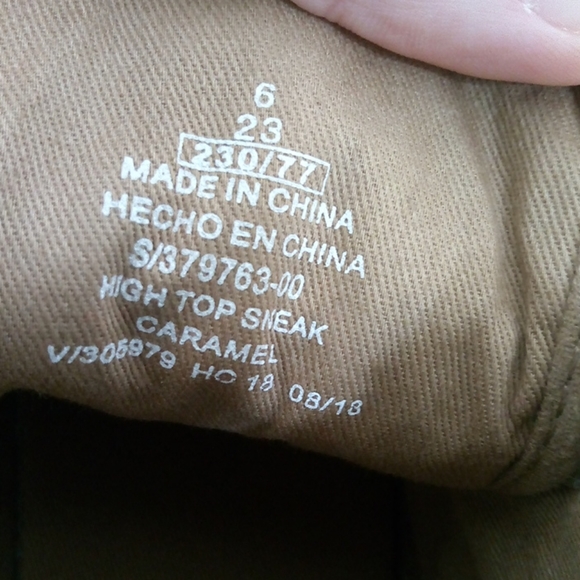 6
23
230/77
MADE IN CHINA
HECHO EN CHINA
S/379763-00
HIGH TOP SNEAK
CARAMEL
V/305979 HO 18 08/18